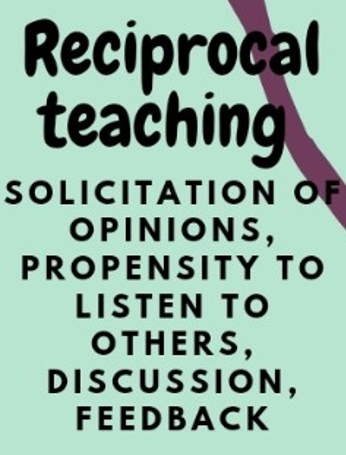 Reciprocal
teaching
SOLICITATION OF
OPINIONS,
PROPENSITY TO
LISTEN TO
OTHERS,
DISCUSSION,
FEEDBACK